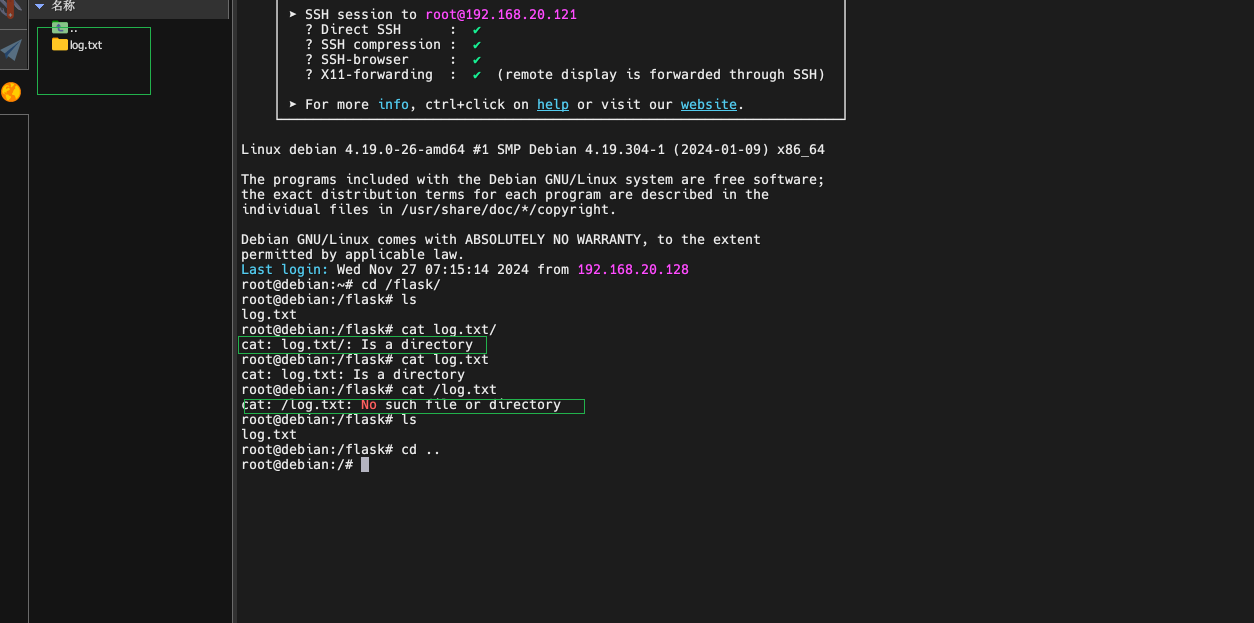 名称
..
log.txt
➤ SSH session to root@192.168.20.121
? Direct SSH      :  ✔
? SSH compression :  ✔
? SSH-browser     :  ✔
? X11-forwarding  :  ✔  (remote display is forwarded through SSH)
➤ For more info, ctrl+click on help or visit our website.
Linux debian 4.19.0-26-amd64 #1 SMP Debian 4.19.304-1 (2024-01-09) x86_64
The programs included with the Debian GNU/Linux system are free software;
the exact distribution terms for each program are described in the
individual files in /usr/share/doc/*/copyright.
Debian GNU/Linux comes with ABSOLUTELY NO WARRANTY, to the extent
permitted by applicable law.
Last login: Wed Nov 27 07:15:14 2024 from 192.168.20.128
root@debian:~# cd /flask/
root@debian:/flask# ls
log.txt
root@debian:/flask# cat log.txt/
cat: log.txt/: Is a directory
root@debian:/flask# cat log.txt
cat: log.txt: Is a directory
root@debian:/flask# cat /log.txt
cat: /log.txt: No such file or directory
root@debian:/flask# ls
log.txt
root@debian:/flask# cd ..
root@debian:/#